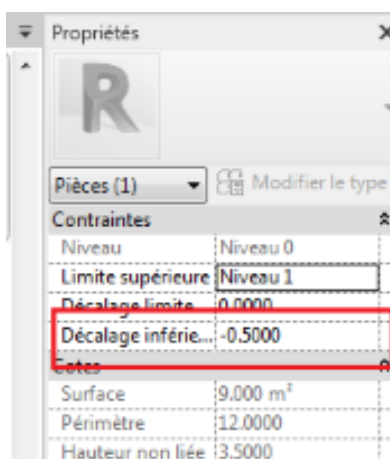 Propriétés
R
Pièces (1) Modifier le type
Contraintes
Niveau Niveau 0
Limite supérieure Niveau 1
Décalage limite 0.0000
Décalage inférie... -0.5000
Cotes
Surface 9.000 m²
Périmètre 12.0000
Hauteur non liée 3.5000